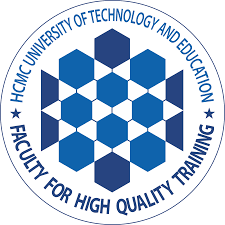 HCMC UNIVERSITY OF TECHNOLOGY AND EDUCATION
FACULTY FOR HIGH QUALITY TRAINING